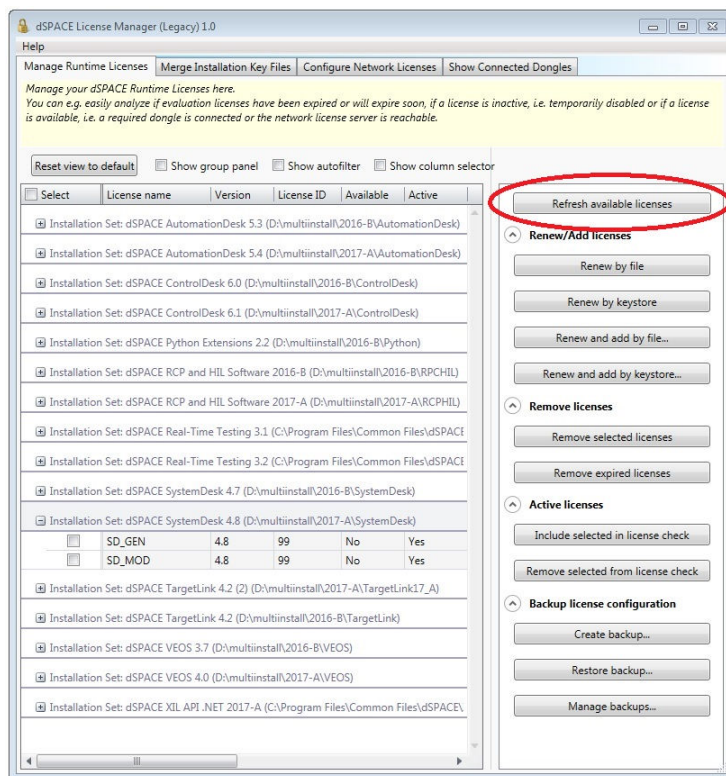 dSPACE License Manager (Legacy) 1.0
Help
Manage Runtime Licenses Merge Installation Key Files Configure Network Licenses Show Connected Dongles
Manage your dSPACE Runtime Licenses here.
You can e.g. easily analyze if evaluation licenses have been expired or will expire soon, if a license is inactive, i.e. temporarily disabled or if a license
is available, i.e. a required dongle is connected or the network license server is reachable.
Reset view to default Show group panel Show autofilter Show column selector
Select License name Version License ID Available Active
Installation Set: dSPACE AutomationDesk 5.3 (D:\multiinstall\2016-B\AutomationDesk)
Installation Set: dSPACE AutomationDesk 5.4 (D:\multiinstall\2017-A\AutomationDesk)
Installation Set: dSPACE ControlDesk 6.0 (D:\multiinstall\2016-B\ControlDesk)
Installation Set: dSPACE ControlDesk 6.1 (D:\multiinstall\2017-A\ControlDesk)
Installation Set: dSPACE Python Extensions 2.2 (D:\multiinstall\2016-B\Python)
Installation Set: dSPACE RCP and HIL Software 2016-B (D:\multiinstall\2016-B\RPCHIL)
Installation Set: dSPACE RCP and HIL Software 2017-A (D:\multiinstall\2017-A\RCPHIL)
Installation Set: dSPACE Real-Time Testing 3.1 (C:\Program Files\Common Files\dSPACE
Installation Set: dSPACE Real-Time Testing 3.2 (C:\Program Files\Common Files\dSPACE
Installation Set: dSPACE SystemDesk 4.7 (D:\multiinstall\2016-B\SystemDesk)
Installation Set: dSPACE SystemDesk 4.8 (D:\multiinstall\2017-A\SystemDesk)
SD_GEN 4.8 99 No Yes
SD_MOD 4.8 99 No Yes
Installation Set: dSPACE TargetLink 4.2 (2) (D:\multiinstall\2017-A\TargetLink17_A)
Installation Set: dSPACE TargetLink 4.2 (D:\multiinstall\2016-B\TargetLink)
Installation Set: dSPACE VEOS 3.7 (D:\multiinstall\2016-B\VEOS)
Installation Set: dSPACE VEOS 4.0 (D:\multiinstall\2017-A\VEOS)
Installation Set: dSPACE XIL API .NET 2017-A (C:\Program Files\Common Files\dSPACE\
Refresh available licenses
Renew/Add licenses
Renew by file
Renew by keystore
Renew and add by file...
Renew and add by keystore...
Remove licenses
Remove selected licenses
Remove expired licenses
Active licenses
Include selected in license check
Remove selected from license check
Backup license configuration
Create backup...
Restore backup...
Manage backups...